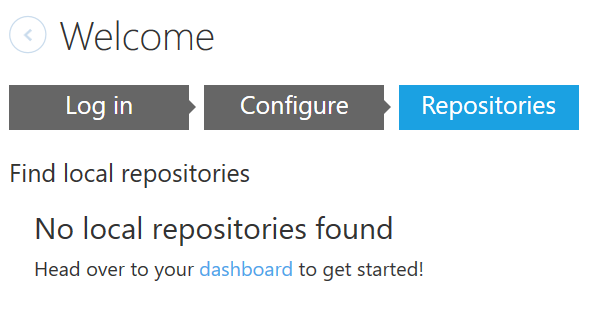 Welcome
Log in Configure Repositories
Find local repositories
No local repositories found
Head over to your dashboard to get started!